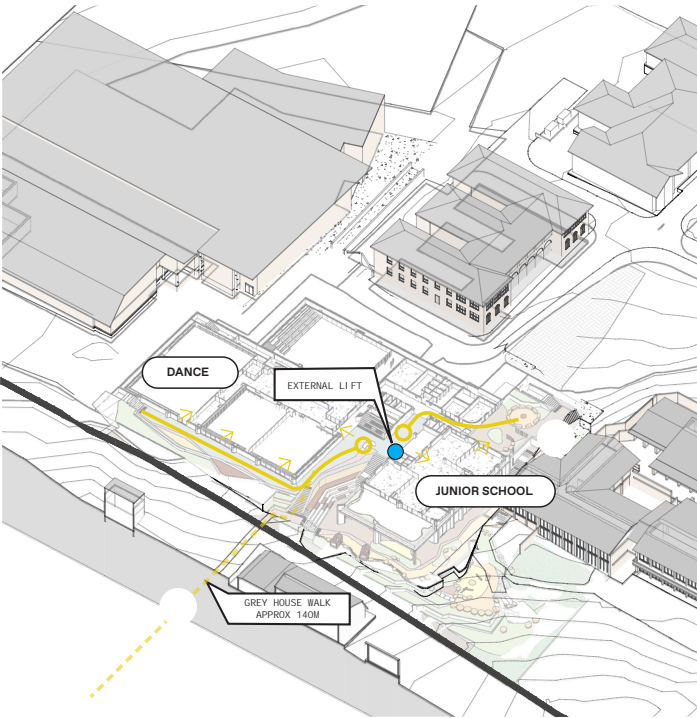 DANCE
EXTERNAL LIFT
JUNIOR SCHOOL
GREY HOUSE WALK
APPROX 140M